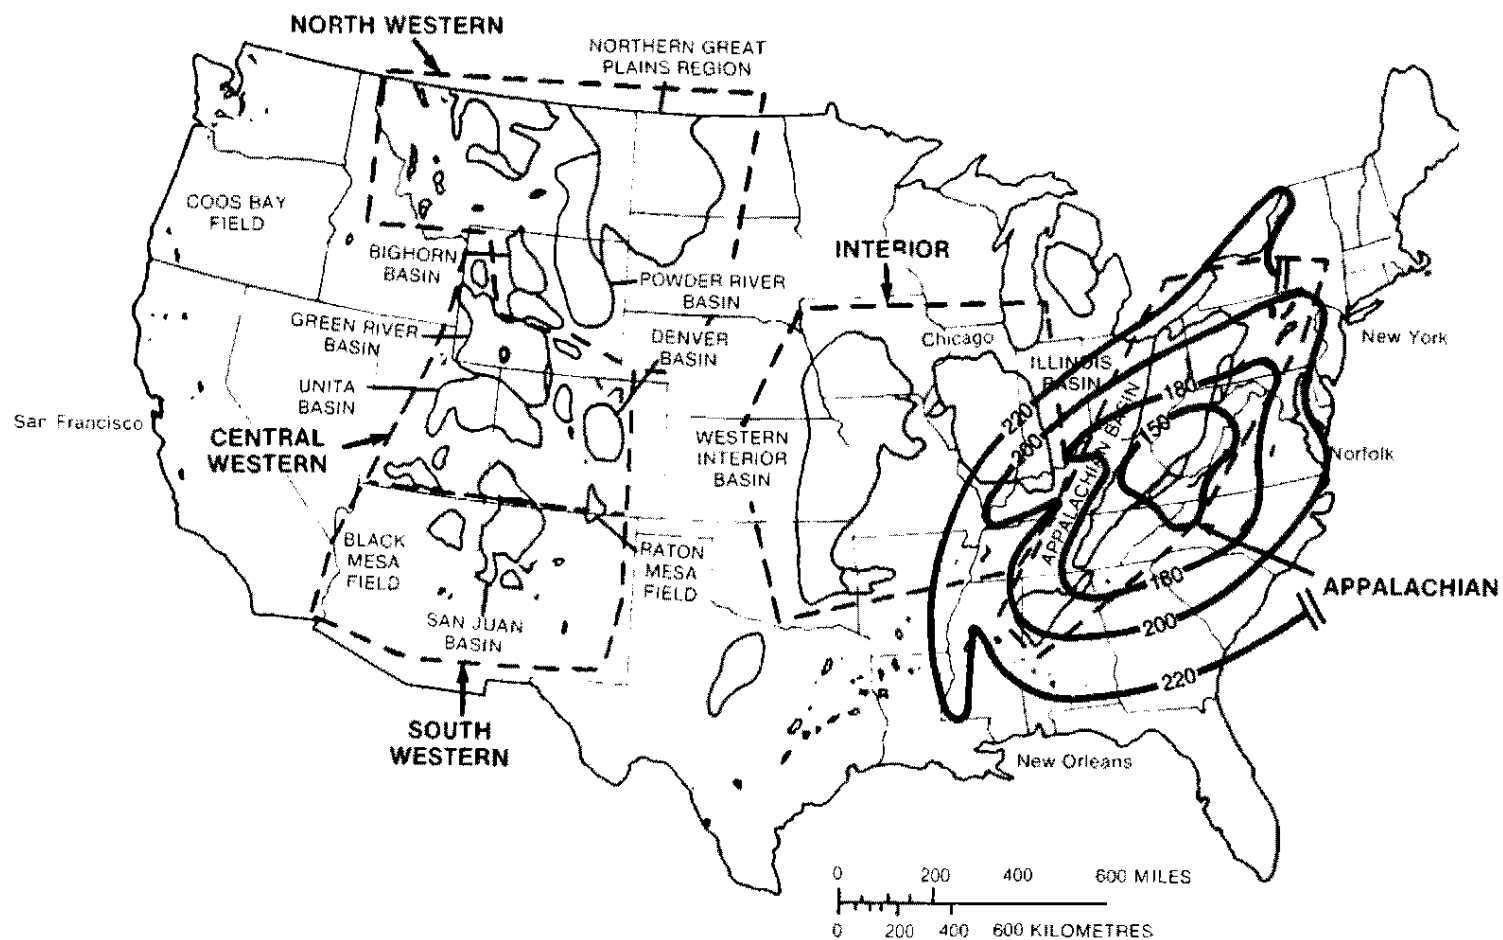 NORTH WESTERN
NORTHERN GREAT
PLAINS REGION
COOS BAY
FIELD
BIGHORN
BASIN
INTERIOR
POWDER RIVER
BASIN
GREEN RIVER
BASIN
DENVER
BASIN
Chicago
New York
ILLINOIS
BASIN
UNITA
BASIN
San Francisco
CENTRAL
WESTERN
WESTERN
INTERIOR
BASIN
APPALACHIAN BASIN
220
200
180
150
Norfolk
BLACK
MESA
FIELD
RATON
MESA
FIELD
SAN JUAN
BASIN
APPALACHIAN
180
200
220
SOUTH
WESTERN
New Orleans
0 200 400 600 MILES
0 200 400 600 KILOMETRES